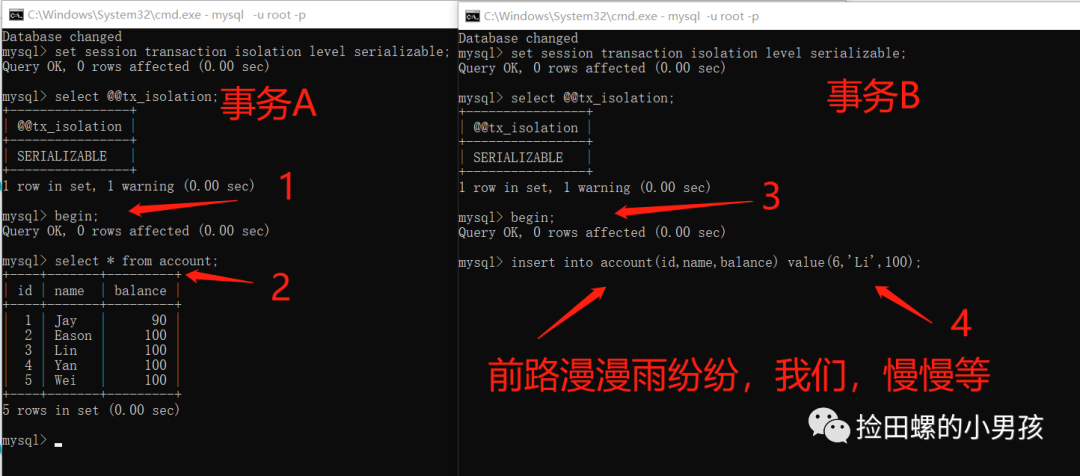 C:\Windows\System32\cmd.exe - mysql  -u root -p
Database changed
mysql> set session transaction isolation level serializable;
Query OK, 0 rows affected (0.00 sec)
mysql> select @@tx_isolation;
事务A
+----------------+
| @@tx_isolation |
+----------------+
| SERIALIZABLE   |
+----------------+
1 row in set, 1 warning (0.00 sec)
1
mysql> begin;
Query OK, 0 rows affected (0.00 sec)
mysql> select * from account;
2
+----+-------+---------+
| id | name  | balance |
+----+-------+---------+
|  1 | Jay   |      90 |
|  2 | Eason |     100 |
|  3 | Lin   |     100 |
|  4 | Yan   |     100 |
|  5 | Wei   |     100 |
+----+-------+---------+
5 rows in set (0.00 sec)
mysql> _
C:\Windows\System32\cmd.exe - mysql  -u root -p
Database changed
mysql> set session transaction isolation level serializable;
Query OK, 0 rows affected (0.00 sec)
事务B
mysql> select @@tx_isolation;
+----------------+
| @@tx_isolation |
+----------------+
| SERIALIZABLE   |
+----------------+
1 row in set, 1 warning (0.00 sec)
3
mysql> begin;
Query OK, 0 rows affected (0.00 sec)
mysql> insert into account(id,name,balance) value(6,'Li',100);
4
前路漫漫雨纷纷，我们，慢慢等
捡田螺的小男孩